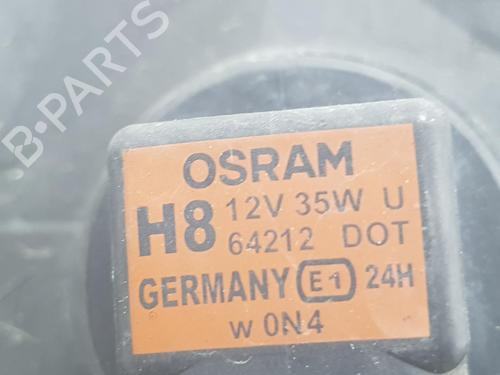 B-PARTS
OSRAM
H8 12V 35W U
64212 DOT
GERMANY E1 24H
w 0N4